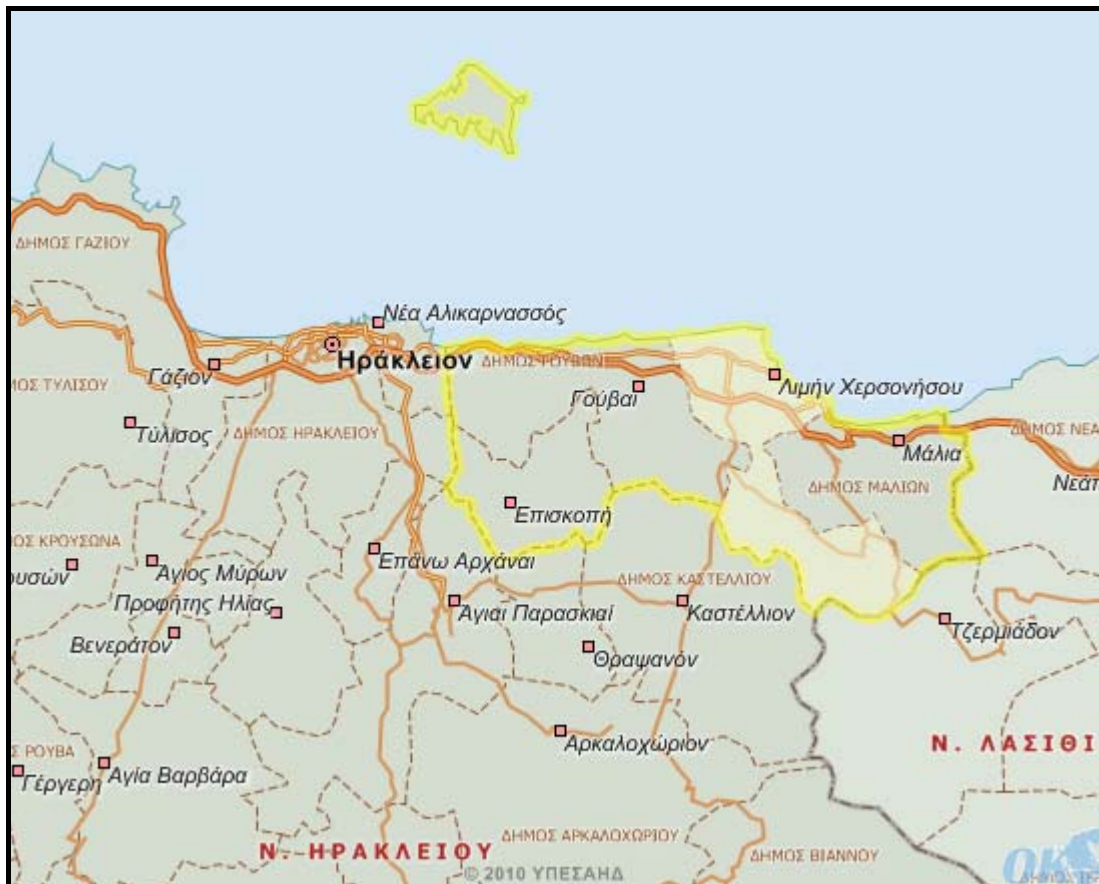 ΔΗΜΟΣ ΓΑΖΙΟΥ
Νέα Αλικαρνασσός
Ηράκλειον
ΔΗΜΟΣ ΓΟΥΒΩΝ
Γάζιον
Γούβαι
Λιμήν Χερσονήσου
ΜΟΣ ΤΥΛΙΣΟΥ
Τύλισος
ΔΗΜΟΣ ΗΡΑΚΛΕΙΟΥ
Μάλια
ΔΗΜΟΣ ΝΕΑ
Νεάπ
ΔΗΜΟΣ ΜΑΛΙΩΝ
Επισκοπή
ΟΣ ΚΡΟΥΣΩΝΑ
ουσών
Άγιος Μύρων
Επάνω Αρχάναι
ΔΗΜΟΣ ΚΑΣΤΕΛΛΙΟΥ
Προφήτης Ηλίας
Άγιαι Παρασκιαί
Καστέλλιον
Τζερμιάδον
Βενεράτον
Θραψανόν
Αρκαλοχώριον
Ν. ΛΑΣΙΘΙ
Σ ΡΟΥΒΑ
Γέργερη
Αγία Βαρβάρα
ΔΗΜΟΣ ΑΡΚΑΛΟΧΩΡΙΟΥ
Ν. ΗΡΑΚΛΕΙΟΥ
ΔΗΜΟΣ ΒΙΑΝΝΟΥ
© 2010 ΥΠΕΣΑΗΔ